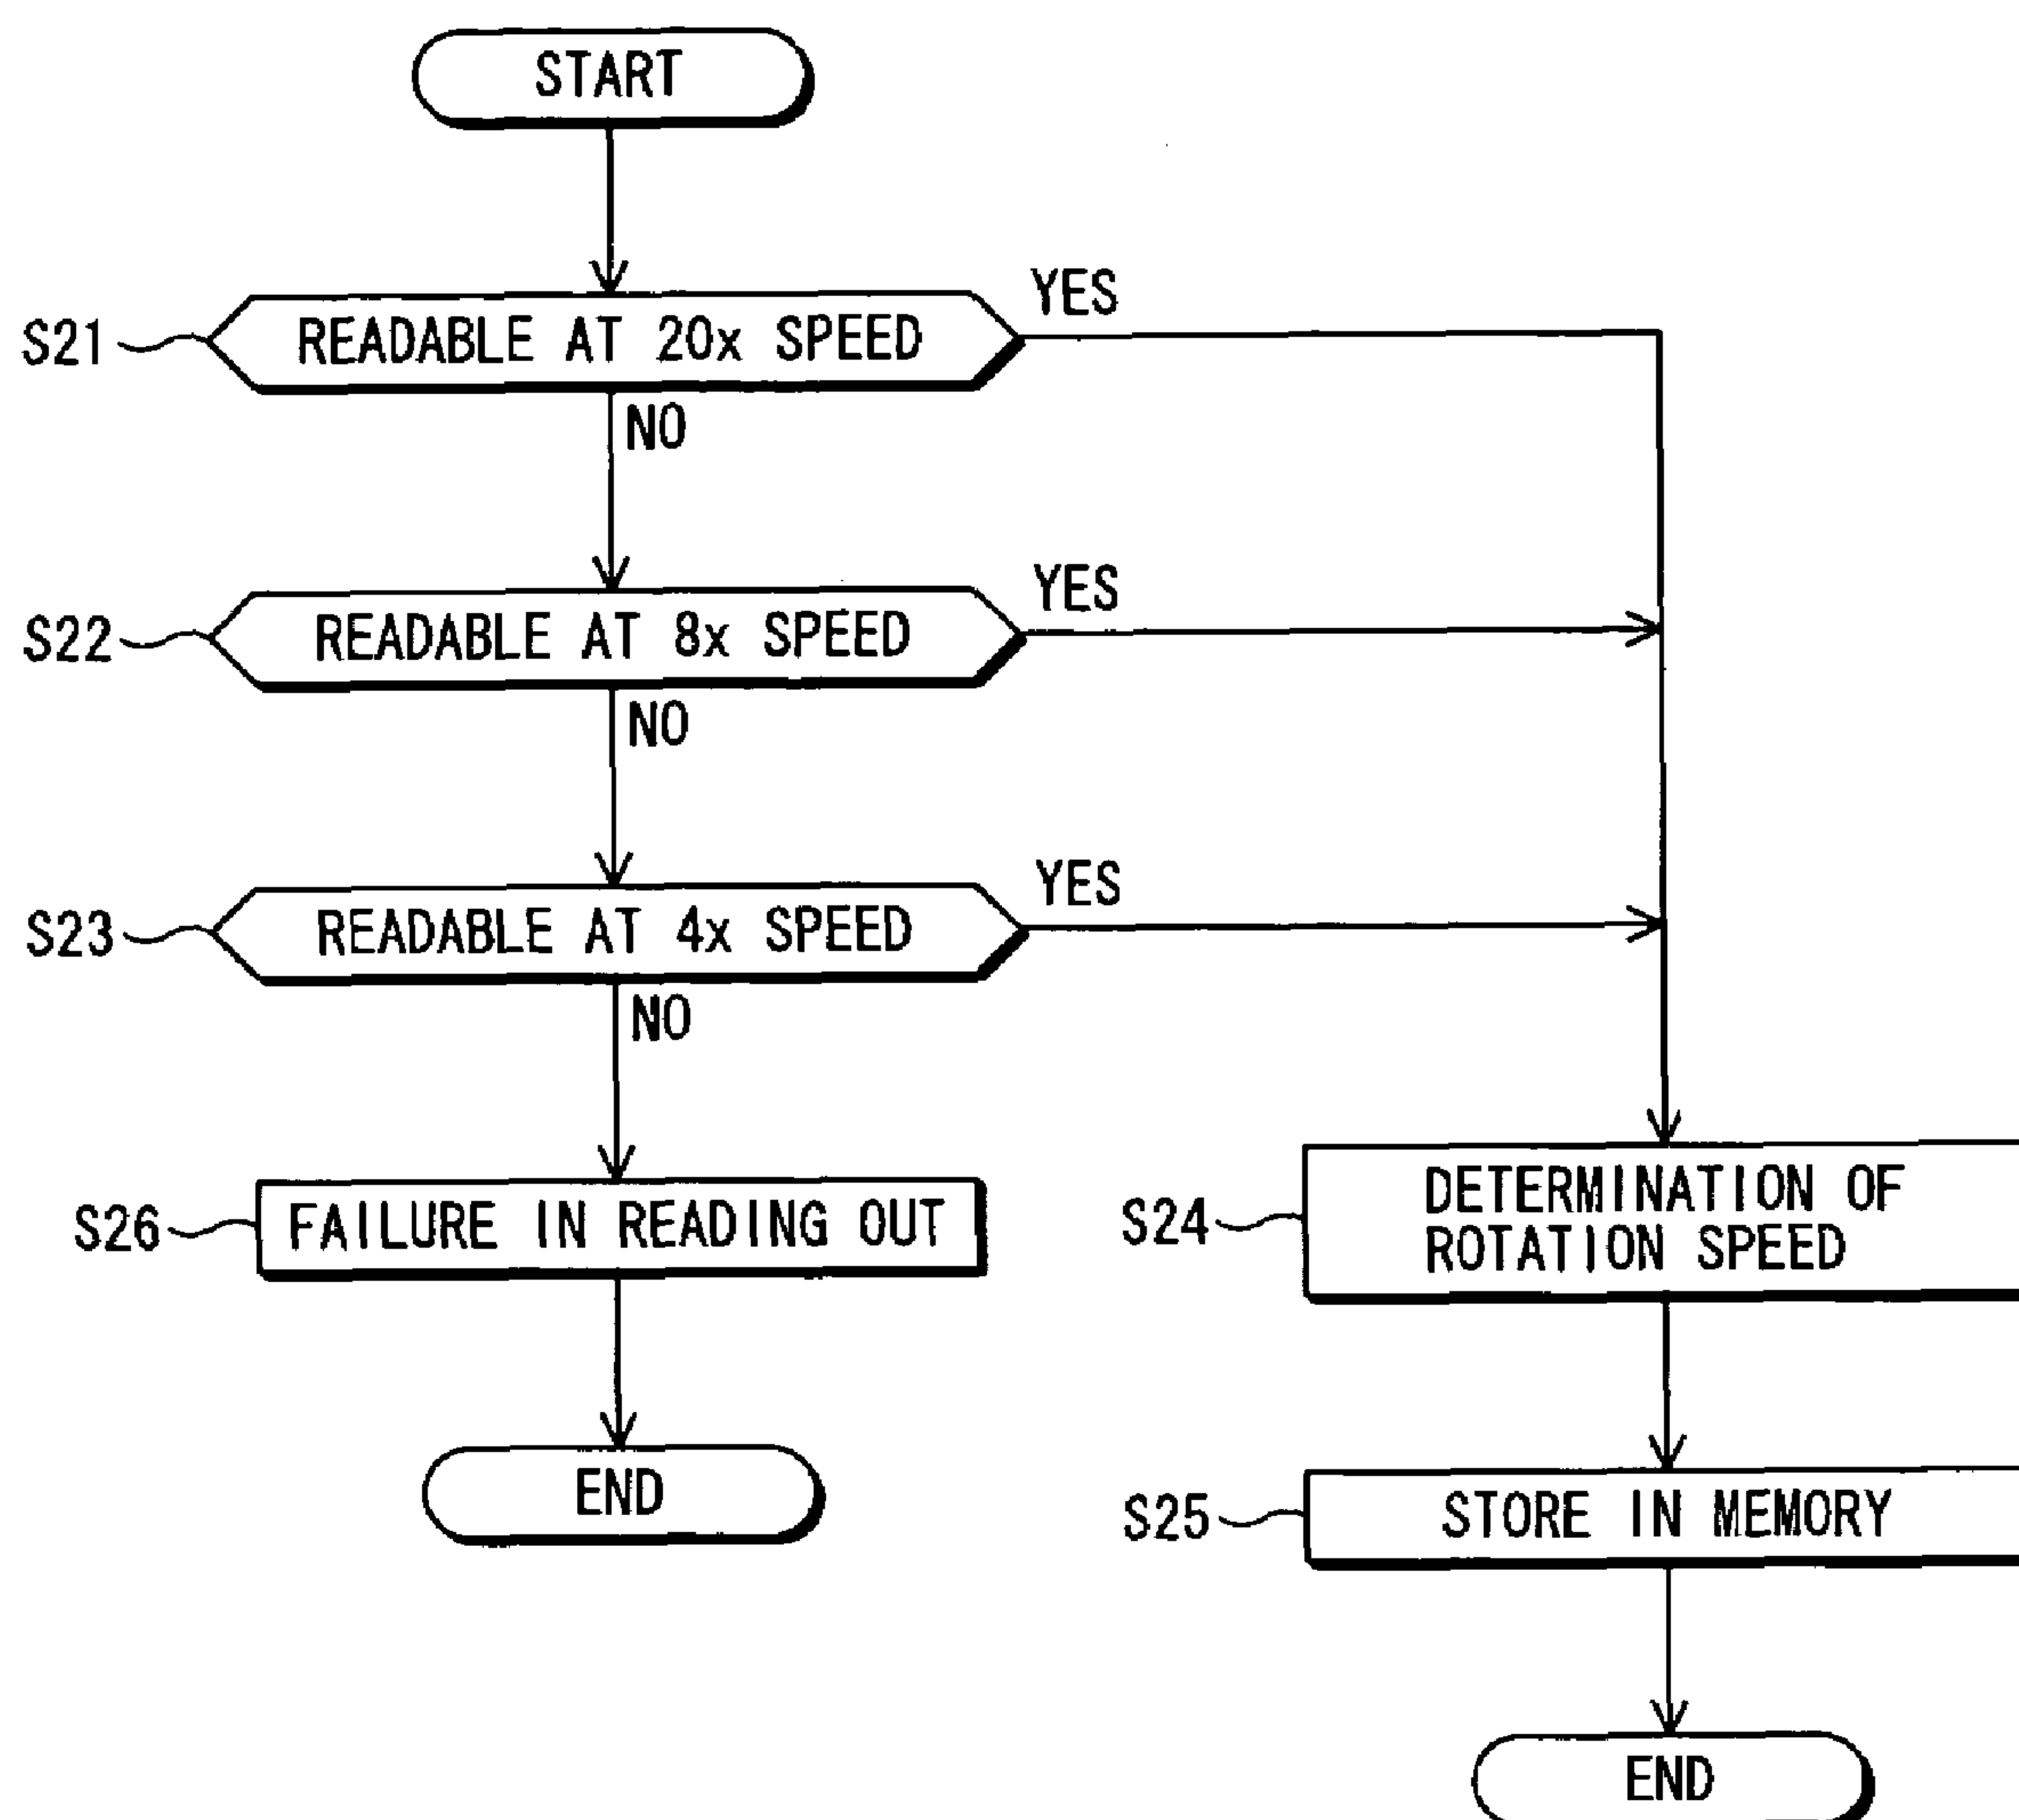 START
S21
READABLE AT 20x SPEED
YES
NO
S22
READABLE AT 8x SPEED
YES
NO
S23
READABLE AT 4x SPEED
YES
NO
S26
FAILURE IN READING OUT
S24
DETERMINATION OF
ROTATION SPEED
END
S25
STORE IN MEMORY
END